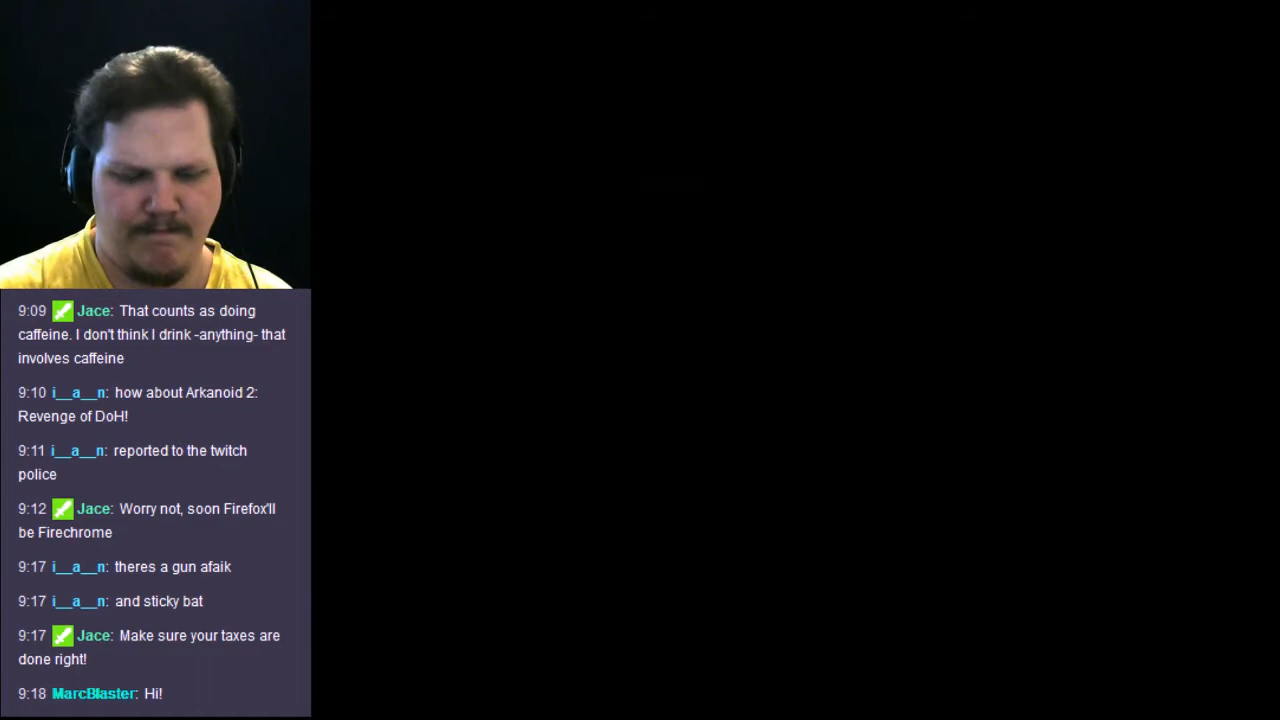 9:09 Jace: That counts as doing
caffeine. I don't think I drink -anything- that
involves caffeine
9:10 i__a__n: how about Arkanoid 2:
Revenge of DoH!
9:11 i__a__n: reported to the twitch
police
9:12 Jace: Worry not, soon Firefox'll
be Firechrome
9:17 i__a__n: theres a gun afaik
9:17 i__a__n: and sticky bat
9:17 Jace: Make sure your taxes are
done right!
9:18 MarcBlaster: Hi!